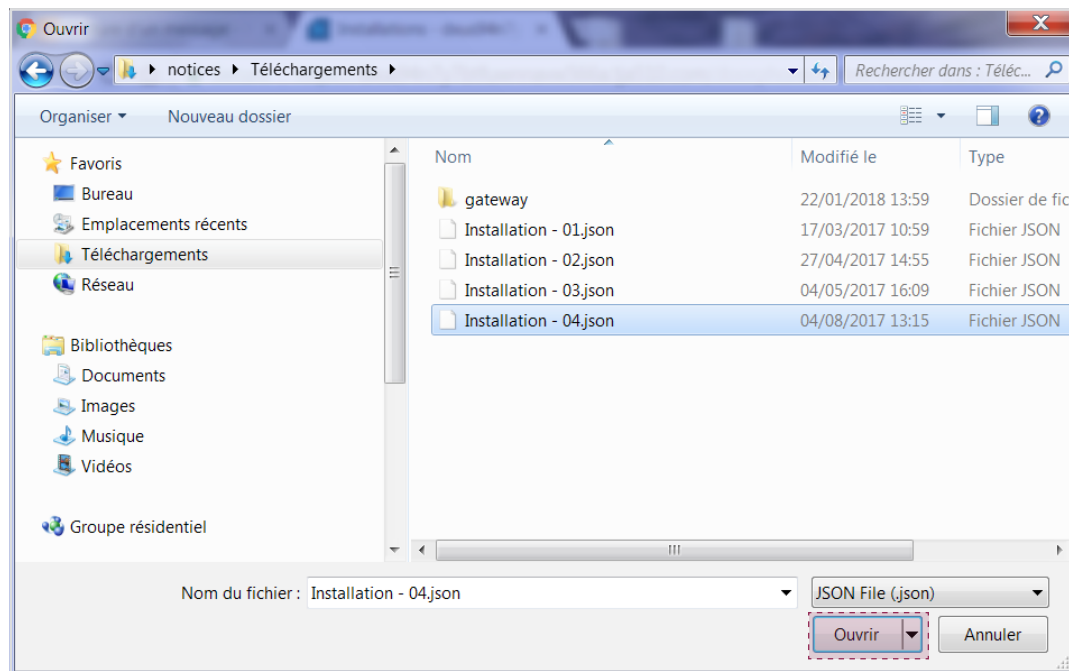 Ouvrir
notices Téléchargements
Rechercher dans : Téléc...
Organiser Nouveau dossier
Nom Modifié le Type
Favoris
Bureau
Emplacements récents
Téléchargements
Réseau
Bibliothèques
Documents
Images
Musique
Vidéos
Groupe résidentiel
gateway 22/01/2018 13:59 Dossier de fic
Installation - 01.json 17/03/2017 10:59 Fichier JSON
Installation - 02.json 27/04/2017 14:55 Fichier JSON
Installation - 03.json 04/05/2017 16:09 Fichier JSON
Installation - 04.json 04/08/2017 13:15 Fichier JSON
Nom du fichier : Installation - 04.json JSON File (.json)
Ouvrir Annuler